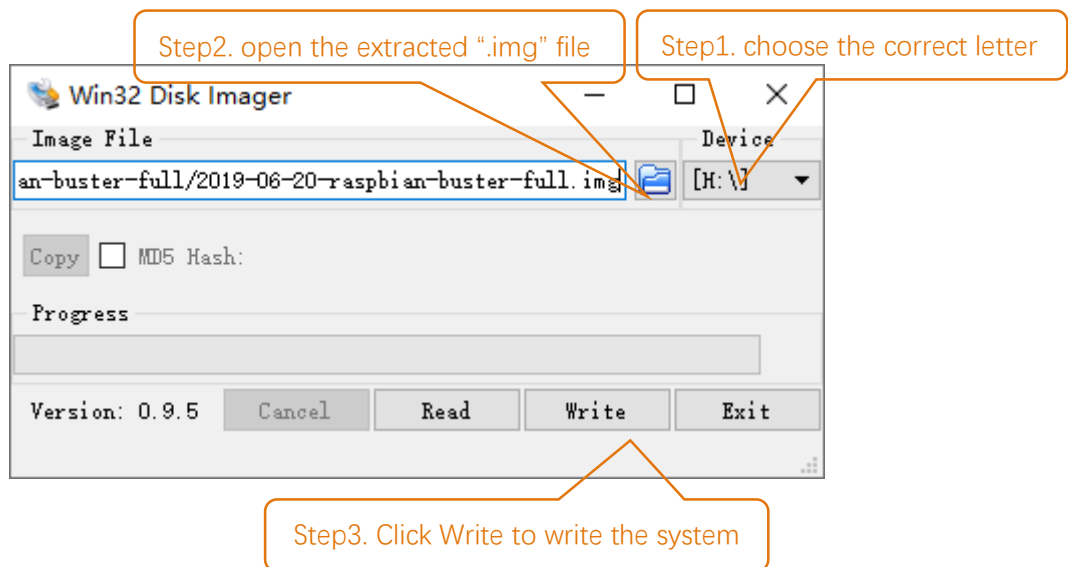 Step2. open the extracted “.img” file
Step1. choose the correct letter
Win32 Disk Imager
Image File
Device
an-buster-full/2019-06-20-raspbian-buster-full.img
[H:\]
Copy
MD5 Hash:
Progress
Version: 0.9.5
Cancel
Read
Write
Exit
Step3. Click Write to write the system